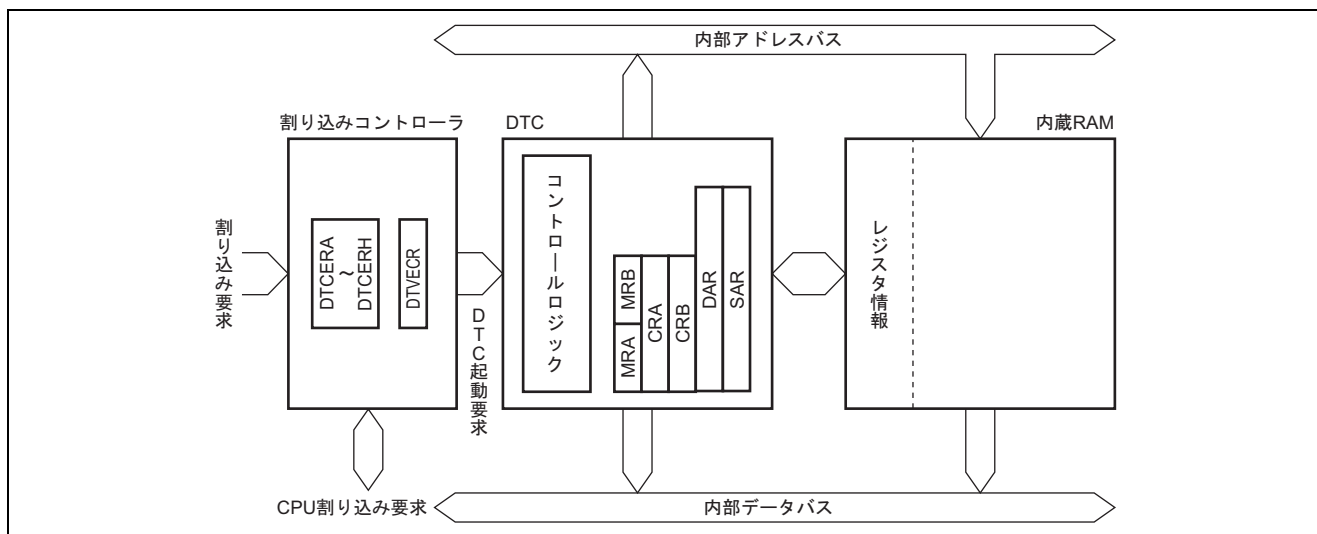 内部アドレスバス
割り込みコントローラ
DTC
内蔵RAM
割り込み要求
DTCERA
～
DTCERH
DTVECR
DTC起動要求
コントロールロジック
MRA
MRB
CRA
CRB
DAR
SAR
レジスタ情報
CPU割り込み要求
内部データバス